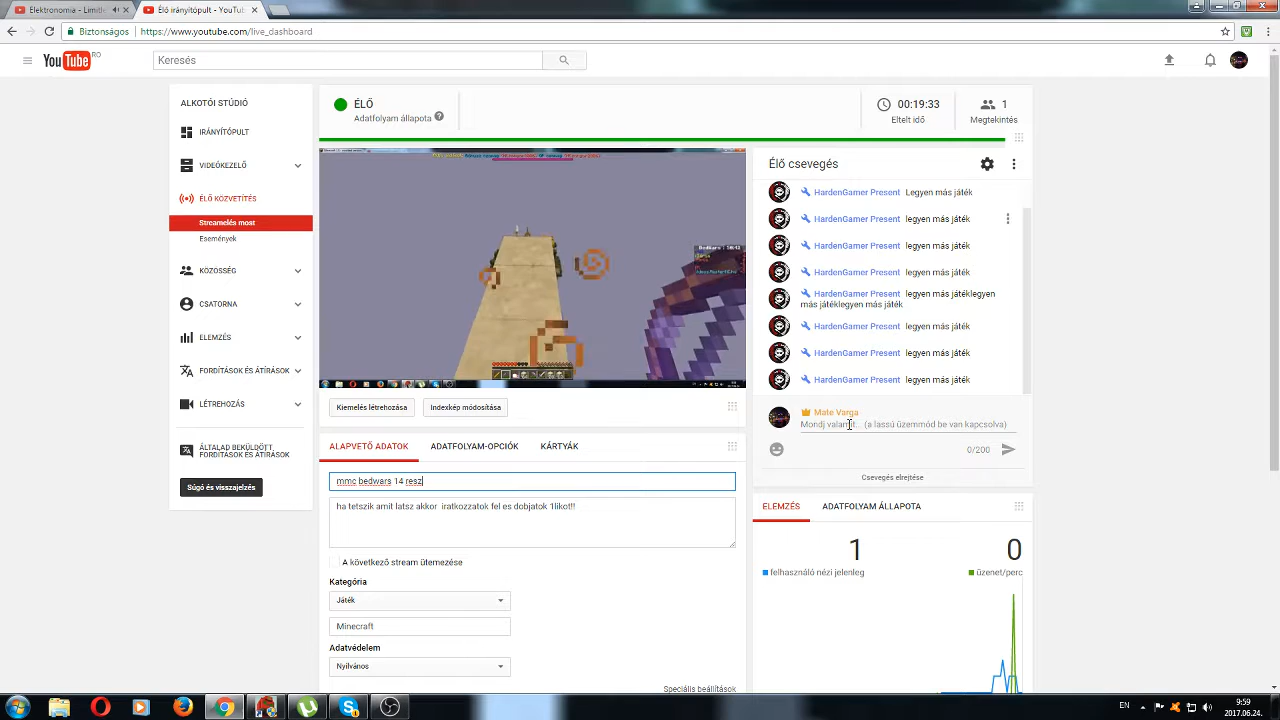 Elektronomia - Limitle
Élő irányítópult - YouTub
Biztonságos
https://www.youtube.com/live_dashboard
YouTube RO
Keresés
ALKOTÓI STÚDIÓ
IRÁNYÍTÓPULT
VIDEÓKEZELŐ
ÉLŐ KÖZVETÍTÉS
Streamelés most
Események
KÖZÖSSÉG
CSATORNA
ELEMZÉS
FORDÍTÁSOK ÉS ÁTÍRÁSOK
LÉTREHOZÁS
ÁLTALAD BEKÜLDÖTT
FORDÍTÁSOK ÉS ÁTÍRÁSOK
Súgó és visszajelzés
ÉLŐ
Adatfolyam állapota
00:19:33
Eltelt idő
1
Megtekintés
Kiemelés létrehozása
Indexkép módosítása
ALAPVETŐ ADATOK
ADATFOLYAM-OPCIÓK
KÁRTYÁK
mmc bedwars 14 resz
ha tetszik amit latsz akkor iratkozzatok fel es dobjatok 1likot!!
A következő stream ütemezése
Kategória
Játék
Minecraft
Adatvédelem
Nyilvános
Speciális beállítások
Élő csevegés
HardenGamer Present Legyen más játék
HardenGamer Present legyen más játék
HardenGamer Present legyen más játék
HardenGamer Present legyen más játék
HardenGamer Present legyen más játéklegyen
más játéklegyen más játék
HardenGamer Present legyen más játék
HardenGamer Present legyen más játék
HardenGamer Present legyen más játék
Mate Varga
Mondj valamit... (a lassú üzemmód be van kapcsolva)
0/200
Csevegés elrejtése
ELEMZÉS
ADATFOLYAM ÁLLAPOTA
1
0
felhasználó nézi jelenleg
üzenet/perc
EN
9:59
2017.06.24.